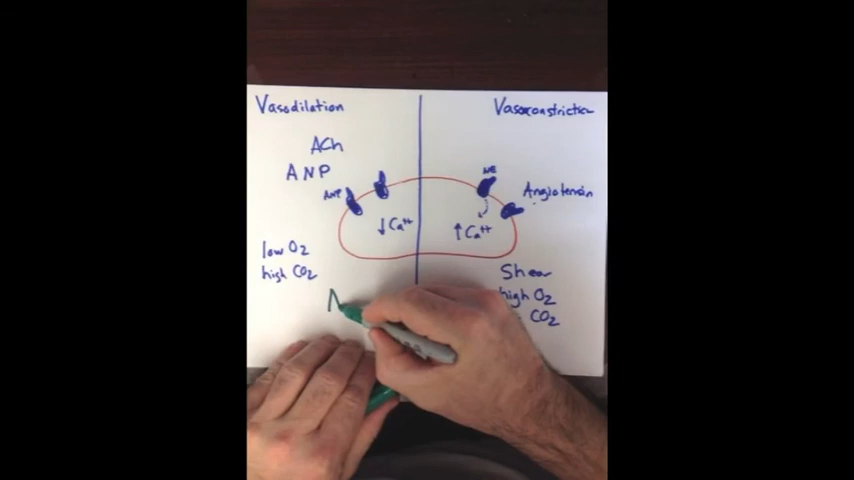 Vasodilation
Vasoconstriction
ACh
ANP
ANP
NE
Angiotensin
↓Ca++
↑Ca++
low O2
high CO2
Shear
high O2
CO2